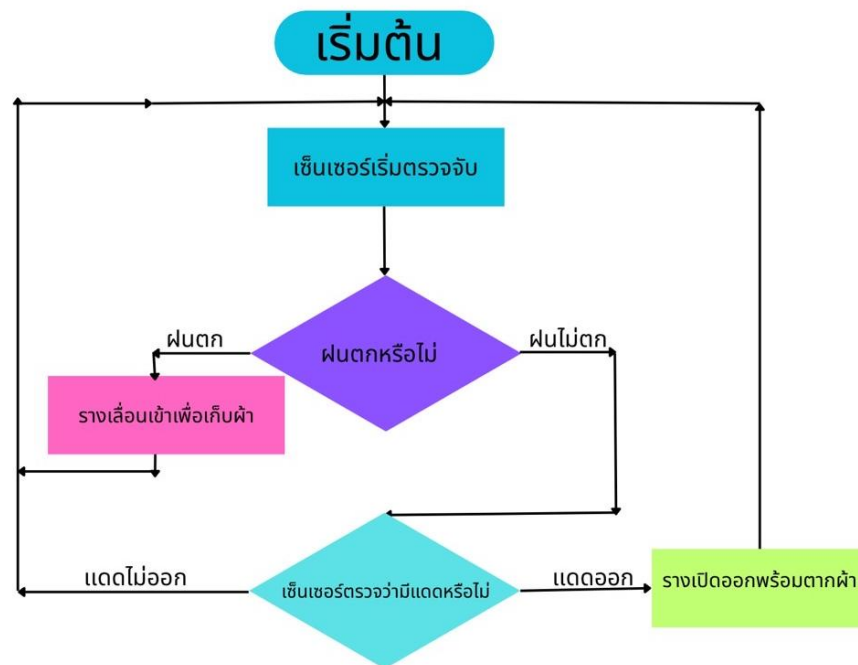 เริ่มต้น
เซ็นเซอร์เริ่มตรวจจับ
ฝนตก
ฝนตกหรือไม่
ฝนไม่ตก
รางเลื่อนเข้าเพื่อเก็บผ้า
แดดไม่ออก
เซ็นเซอร์ตรวจว่ามีแดดหรือไม่
แดดออก
รางเปิดออกพร้อมตากผ้า